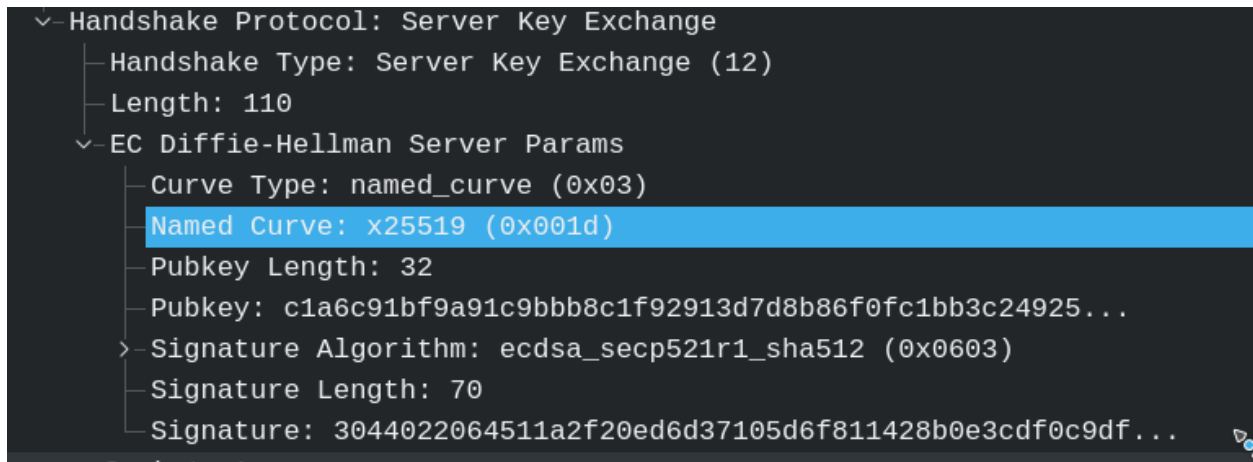 Handshake Protocol: Server Key Exchange
Handshake Type: Server Key Exchange (12)
Length: 110
EC Diffie-Hellman Server Params
Curve Type: named_curve (0x03)
Named Curve: x25519 (0x001d)
Pubkey Length: 32
Pubkey: c1a6c91bf9a91c9bbb8c1f92913d7d8b86f0fc1bb3c24925...
Signature Algorithm: ecdsa_secp521r1_sha512 (0x0603)
Signature Length: 70
Signature: 3044022064511a2f20ed6d37105d6f811428b0e3cdf0c9df...